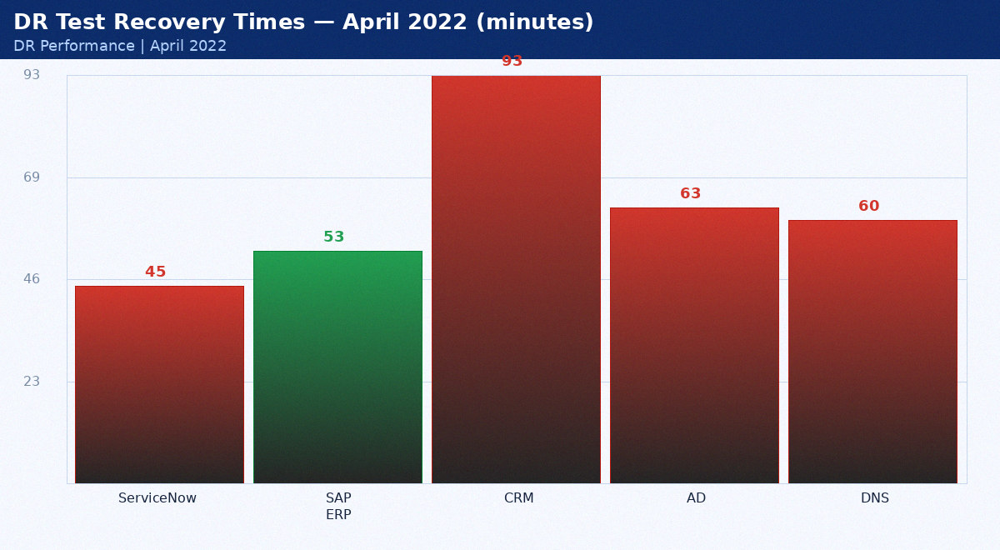 DR Test Recovery Times — April 2022 (minutes)
DR Performance | April 2022
93
93
69
63
60
53
46
45
23
ServiceNow
SAP
ERP
CRM
AD
DNS